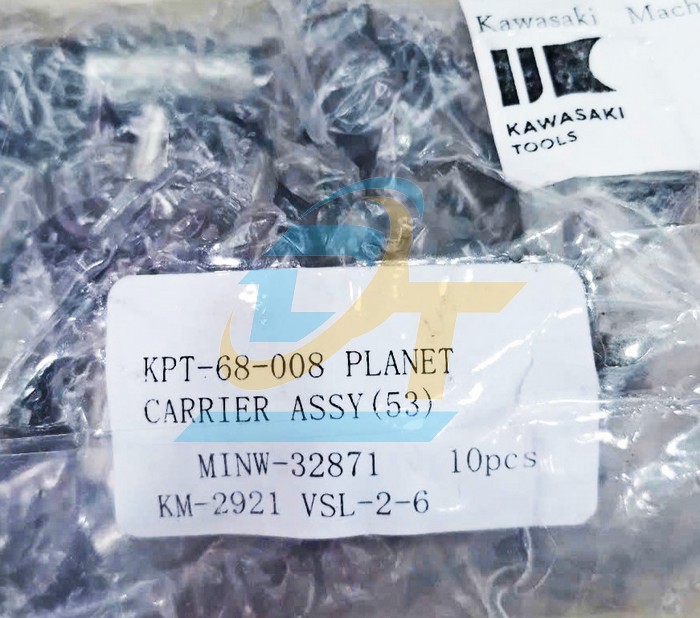 Kawasaki Mach
KAWASAKI
TOOLS
DT
KPT-68-008 PLANET
CARRIER ASSY(53)
MINW-32871 10pcs
KM-2921 VSL-2-6